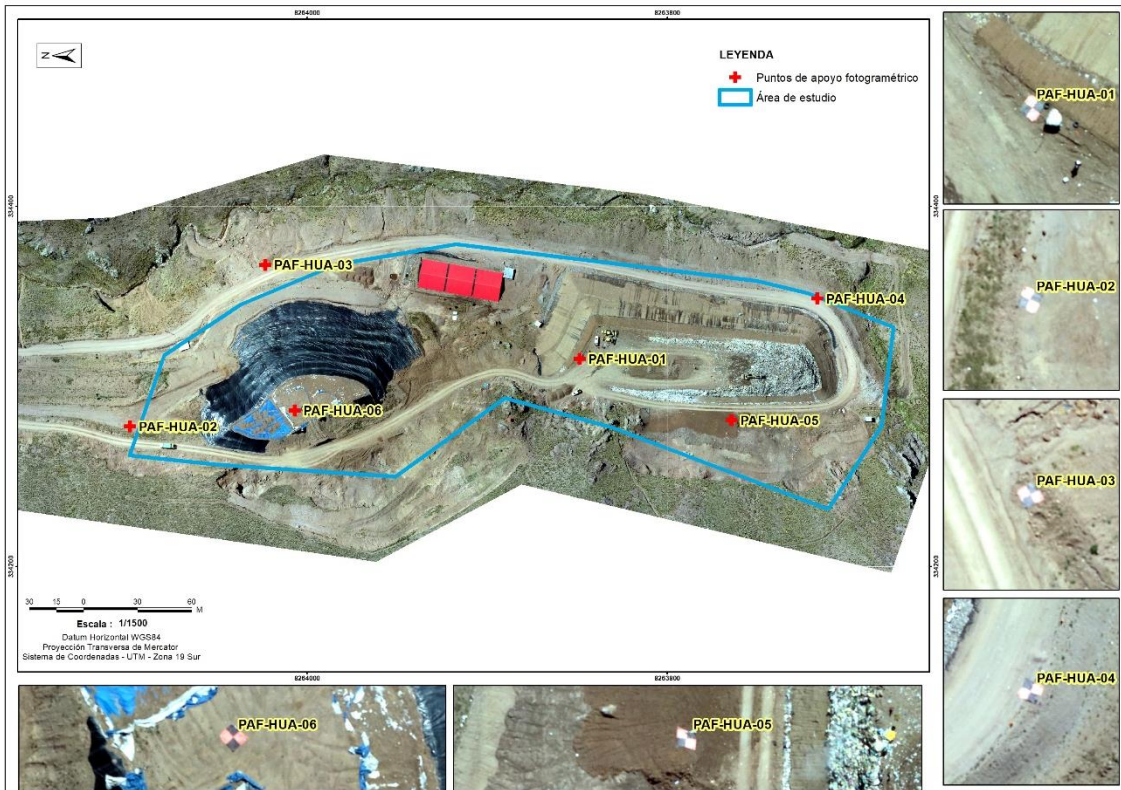 8264000
8263800
N
LEYENDA
Puntos de apoyo fotogramétrico
Área de estudio
334400
334400
PAF-HUA-03
PAF-HUA-04
PAF-HUA-01
PAF-HUA-06
PAF-HUA-02
PAF-HUA-05
334200
334200
30 15 0 30 60
M
Escala : 1/1500
Datum Horizontal WGS84
Proyección Transversa de Mercator
Sistema de Coordenadas - UTM - Zona 19 Sur
8264000
8263800
PAF-HUA-01
PAF-HUA-02
PAF-HUA-03
PAF-HUA-04
PAF-HUA-06
PAF-HUA-05